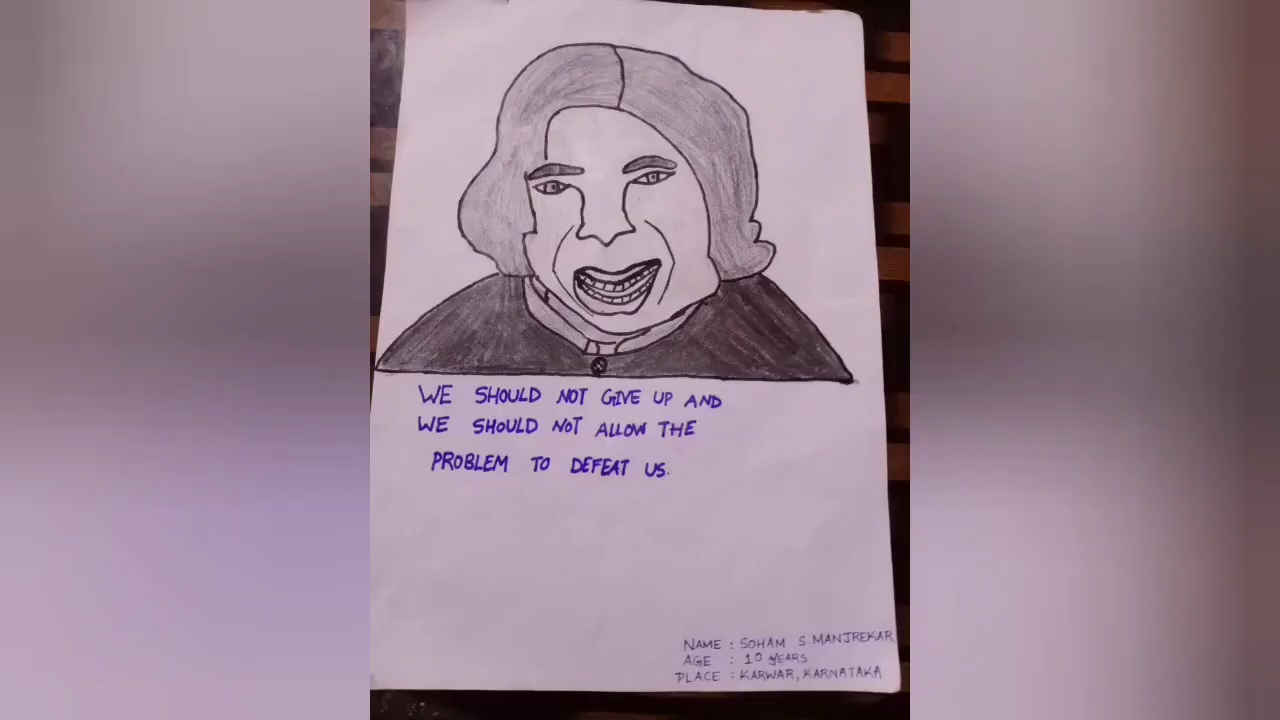 WE SHOULD NOT GIVE UP AND
WE SHOULD NOT ALLOW THE
PROBLEM TO DEFEAT US.
NAME : SOHAM S. MANJREKAR
AGE : 10 YEARS
PLACE : KARWAR, KARNATAKA